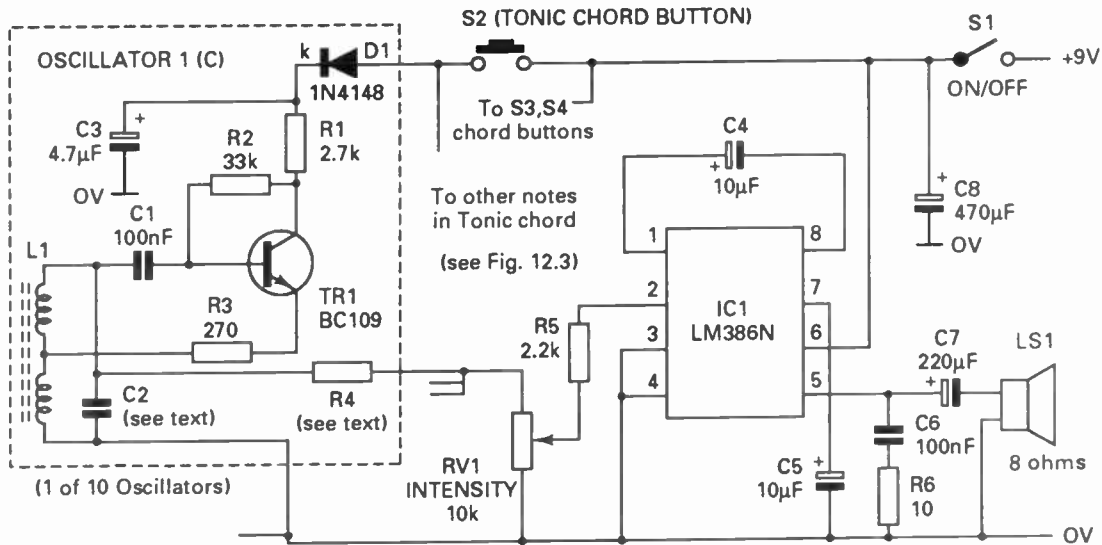 S2 (TONIC CHORD BUTTON)
S1
+9V
ON/OFF
OSCILLATOR 1 (C)
k
D1
1N4148
To S3,S4
chord buttons
C3
4.7µF
+
0V
R2
33k
R1
2.7k
C4
+
10µF
C8
470µF
+
0V
C1
100nF
To other notes
in Tonic chord
(see Fig. 12.3)
L1
TR1
BC109
R3
270
1
2
3
4
8
7
6
5
IC1
LM386N
R5
2.2k
C7
220µF
+
LS1
8 ohms
C2
(see text)
R4
(see text)
C6
100nF
RV1
INTENSITY
10k
C5
10µF
+
R6
10
(1 of 10 Oscillators)
0V